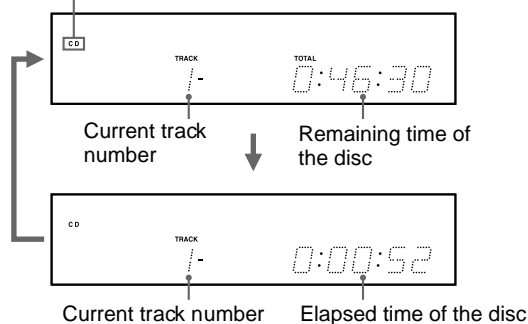 CD
TRACK TOTAL
1- 0:46:30
Current track number
Remaining time of the disc
CD
TRACK
1- 0:00:52
Current track number Elapsed time of the disc